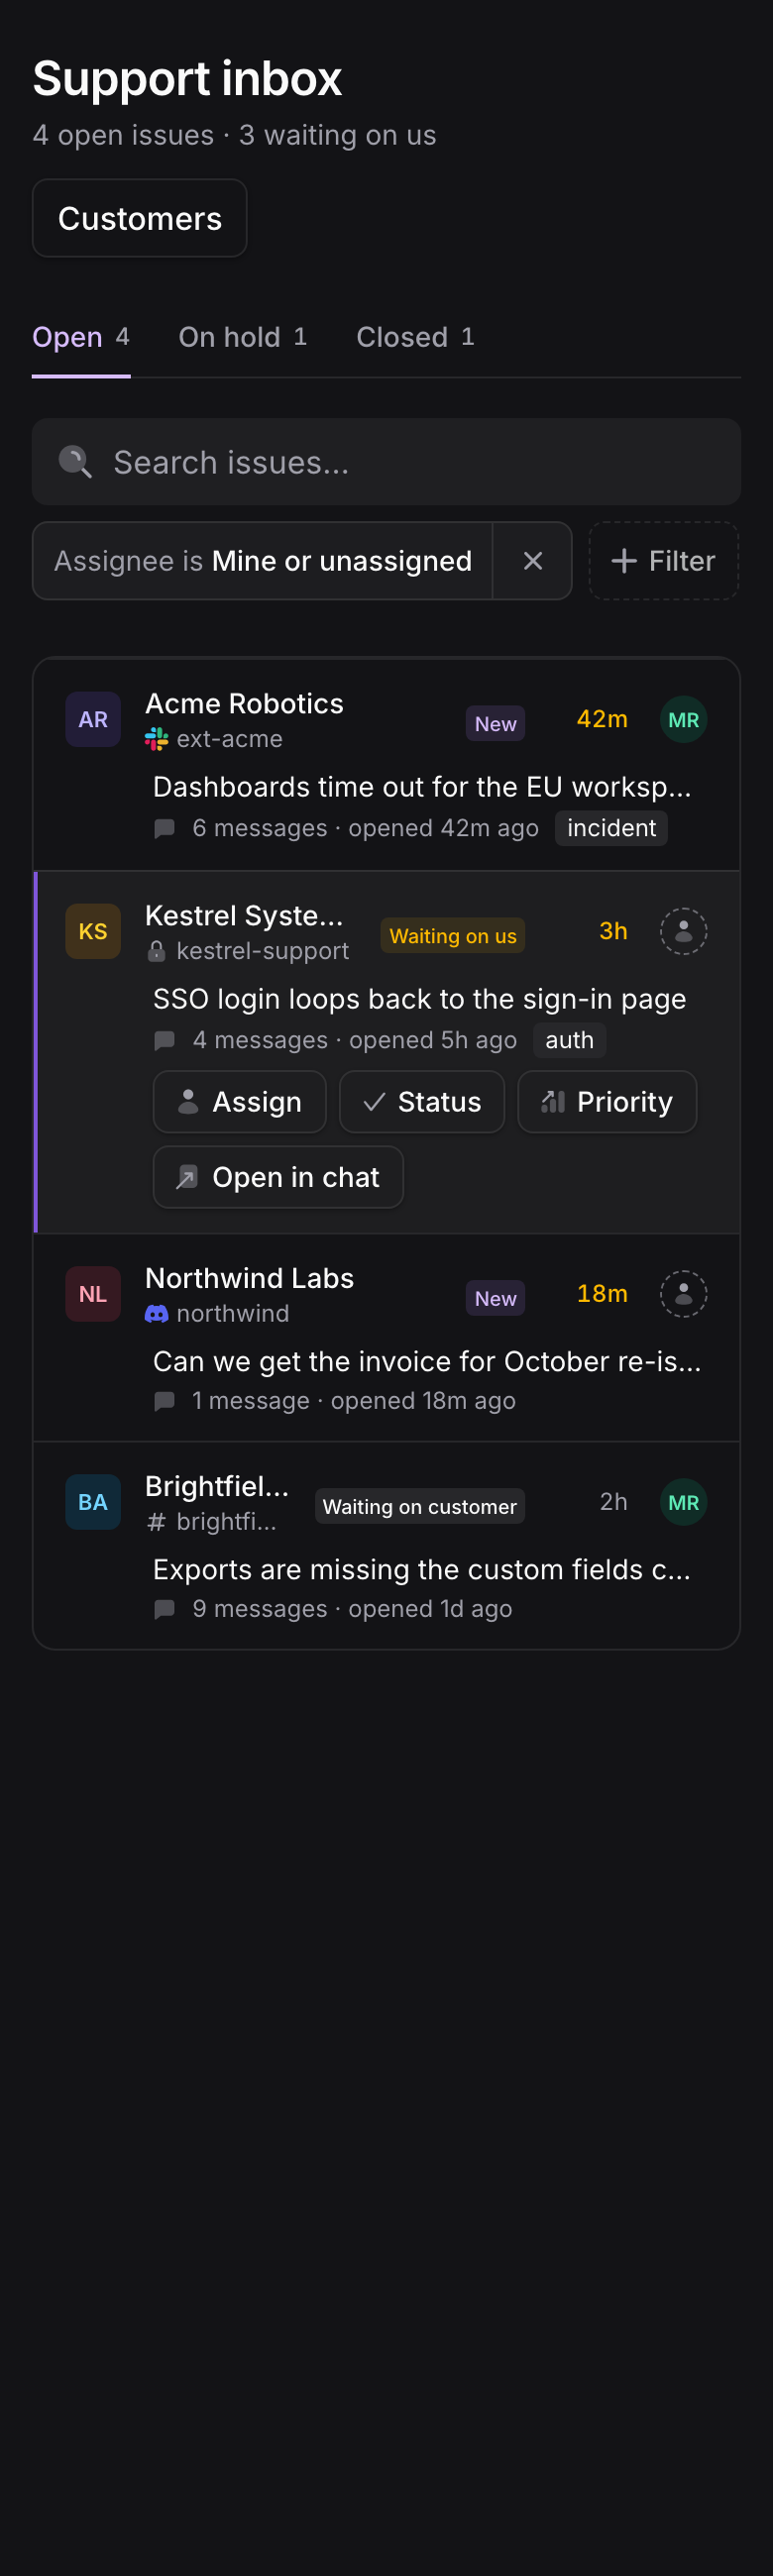 Support inbox
4 open issues · 3 waiting on us
Customers
Open 4 On hold 1 Closed 1
Search issues...
Assignee is Mine or unassigned
Filter
AR Acme Robotics New 42m MR
ext-acme
Dashboards time out for the EU worksp...
6 messages · opened 42m ago incident
KS Kestrel Syste... Waiting on us 3h
kestrel-support
SSO login loops back to the sign-in page
4 messages · opened 5h ago auth
Assign Status Priority
Open in chat
NL Northwind Labs New 18m
northwind
Can we get the invoice for October re-is...
1 message · opened 18m ago
BA Brightfiel... Waiting on customer 2h MR
# brightfi...
Exports are missing the custom fields c...
9 messages · opened 1d ago